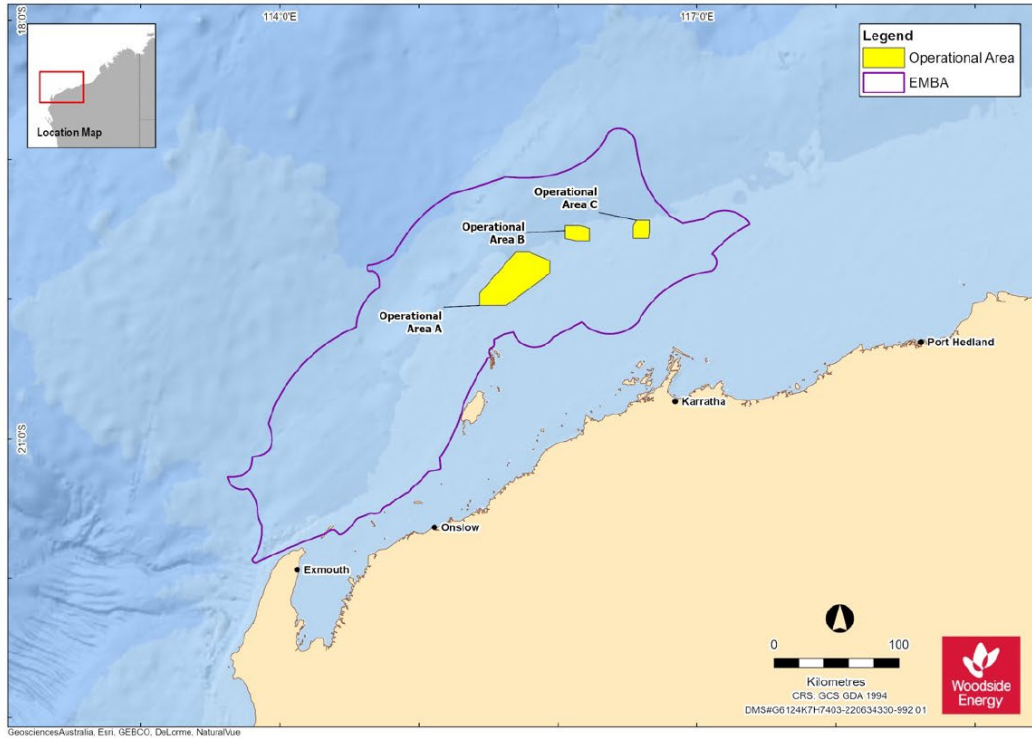 114°0'E
117°0'E
18°0'S
21°0'S
Location Map
Legend
Operational Area
EMBA
Operational
Area C
Operational
Area B
Operational
Area A
Port Hedland
Karratha
Onslow
Exmouth
0 100
Kilometres
CRS: GCS GDA 1994
DMS#G6124K7H7403-220634330-992.01
Woodside
Energy
GeosciencesAustralia, Esri, GEBCO, DeLorme, NaturalVue